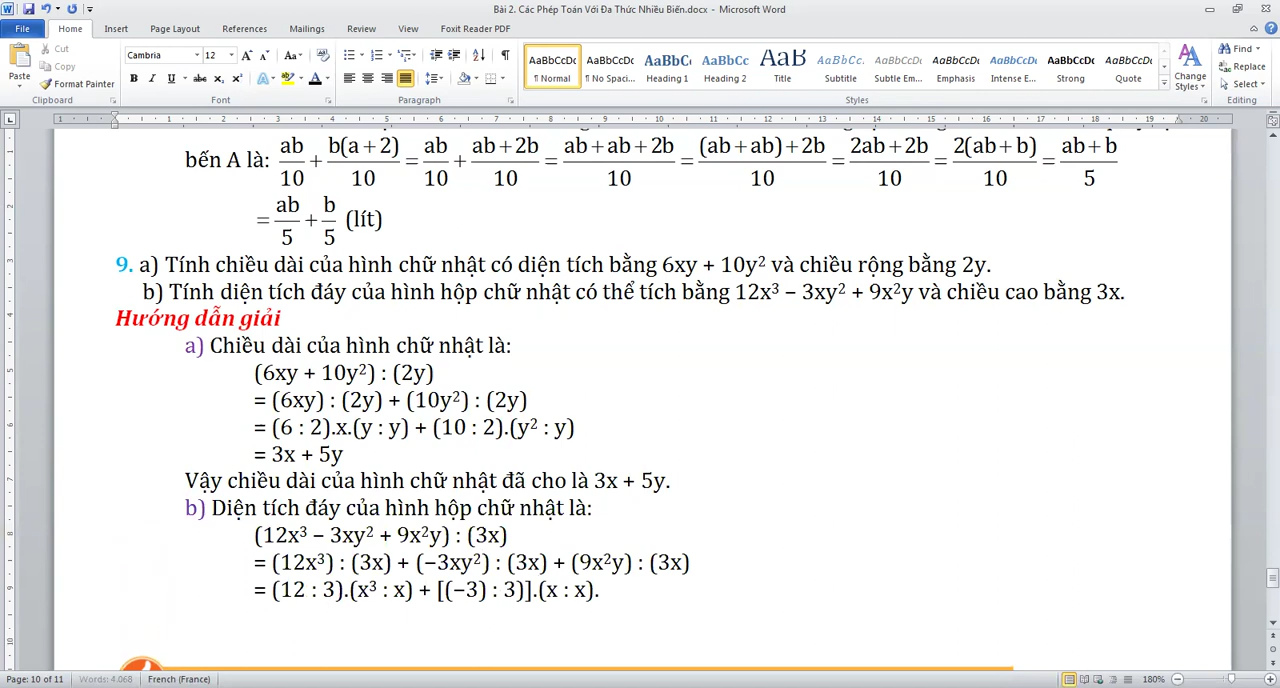 Bài 2. Các Phép Toán Với Đa Thức Nhiều Biến.docx - Microsoft Word
File Home Insert Page Layout References Mailings Review View Foxit Reader PDF
Paste Cut Copy Format Painter
Cambria 12
AaBbCcDc AaBbCcDc AaBbCc AaBbCc AaB AaBbCc. AaBbCcDc AaBbCcDc AaBbCcDc AaBbCcDc AaBbCcDc
¶ Normal ¶ No Spaci... Heading 1 Heading 2 Title Subtitle Subtle Em... Emphasis Intense E... Strong Quote
Change Styles
Find Replace Select
Clipboard Font Paragraph Styles Editing
bến A là: ab/10 + b(a + 2)/10 = ab/10 + ab + 2b/10 = ab + ab + 2b/10 = (ab + ab) + 2b/10 = 2ab + 2b/10 = 2(ab + b)/10 = ab + b/5
= ab/5 + b/5 (lít)
9. a) Tính chiều dài của hình chữ nhật có diện tích bằng 6xy + 10y² và chiều rộng bằng 2y.
b) Tính diện tích đáy của hình hộp chữ nhật có thể tích bằng 12x³ – 3xy² + 9x²y và chiều cao bằng 3x.
Hướng dẫn giải
a) Chiều dài của hình chữ nhật là:
(6xy + 10y²) : (2y)
= (6xy) : (2y) + (10y²) : (2y)
= (6 : 2).x.(y : y) + (10 : 2).(y² : y)
= 3x + 5y
Vậy chiều dài của hình chữ nhật đã cho là 3x + 5y.
b) Diện tích đáy của hình hộp chữ nhật là:
(12x³ – 3xy² + 9x²y) : (3x)
= (12x³) : (3x) + (–3xy²) : (3x) + (9x²y) : (3x)
= (12 : 3).(x³ : x) + [(–3) : 3)].(x : x).
Page: 10 of 11 Words: 4.068 French (France) 180%